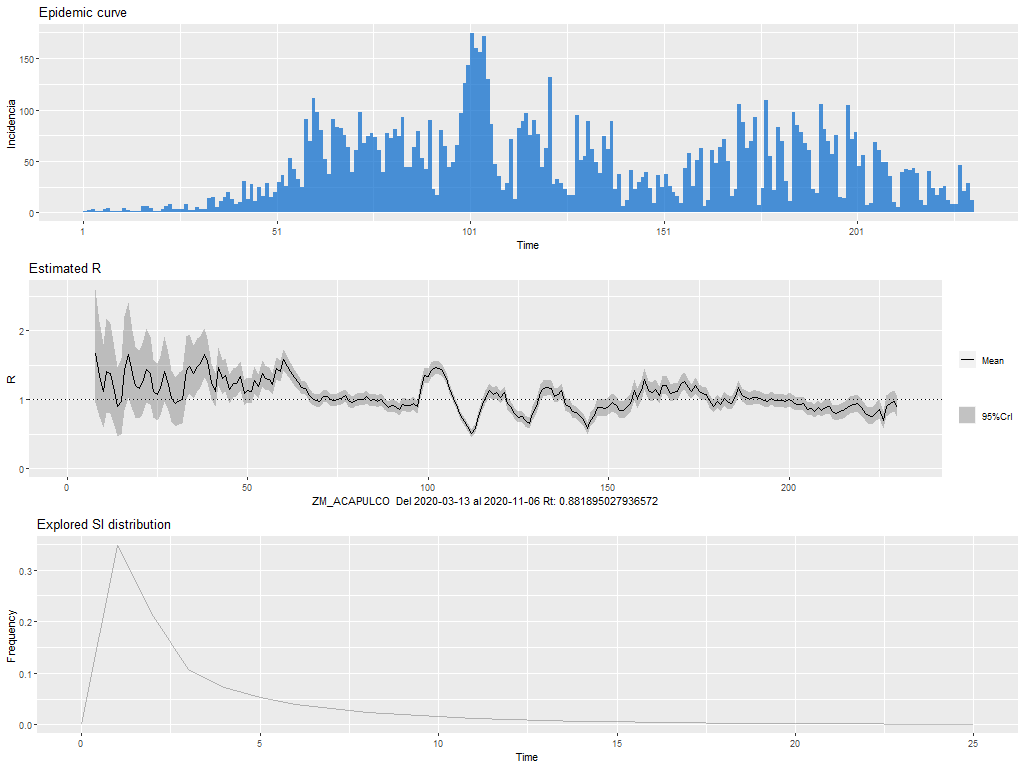 Epidemic curve
Incidencia
150
100
50
0
1
51
101
151
201
Time
Estimated R
R
2
1
0
0
50
100
150
200
Mean
95%CrI
ZM_ACAPULCO Del 2020-03-13 al 2020-11-06 Rt: 0.881895027936572
Explored SI distribution
Frequency
0.3
0.2
0.1
0.0
0
5
10
15
20
25
Time